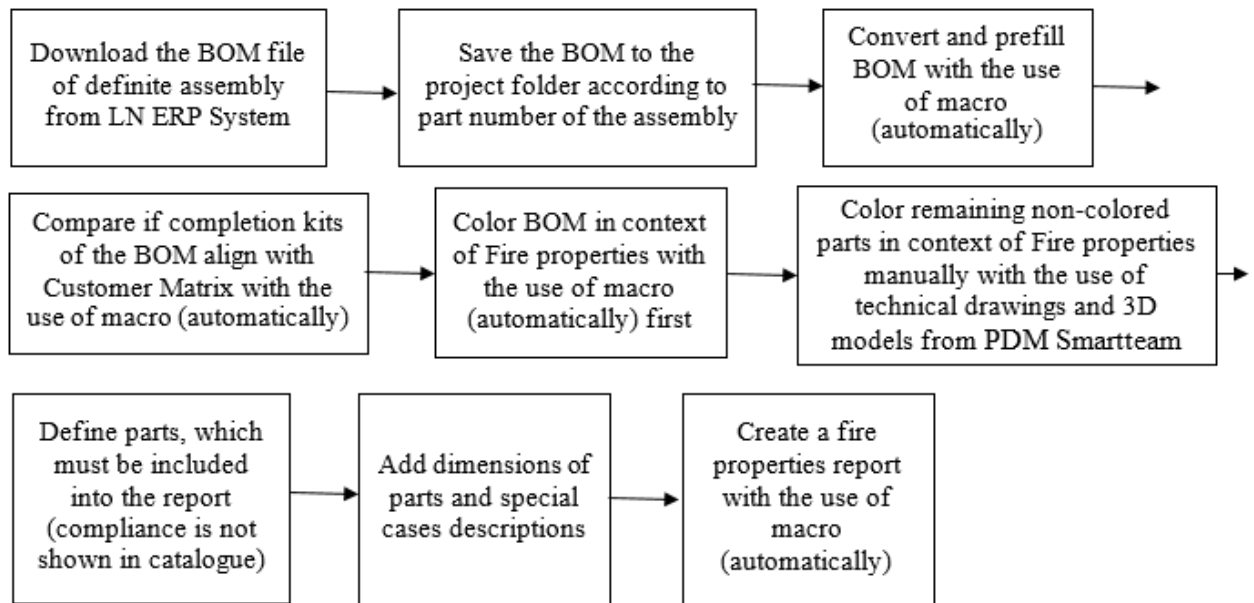 Download the BOM file
of definite assembly
from LN ERP System
Save the BOM to the
project folder according to
part number of the assembly
Convert and prefill
BOM with the use
of macro
(automatically)
Compare if completion kits
of the BOM align with
Customer Matrix with the
use of macro (automatically)
Color BOM in context
of Fire properties with
the use of macro
(automatically) first
Color remaining non-colored
parts in context of Fire properties
manually with the use of
technical drawings and 3D
models from PDM Smartteam
Define parts, which
must be included
into the report
(compliance is not
shown in catalogue)
Add dimensions of
parts and special
cases descriptions
Create a fire
properties report
with the use of
macro
(automatically)